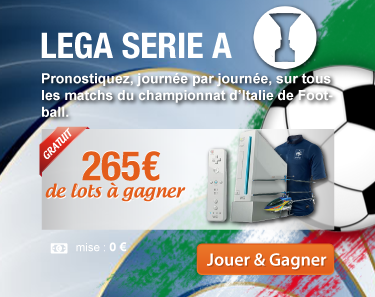 LEGA SERIE A
Pronostiquez, journée par journée, sur tous
les matchs du championnat d'Italie de Foot-
ball.
GRATUIT
265€
de lots à gagner
mise : 0 €
Jouer & Gagner